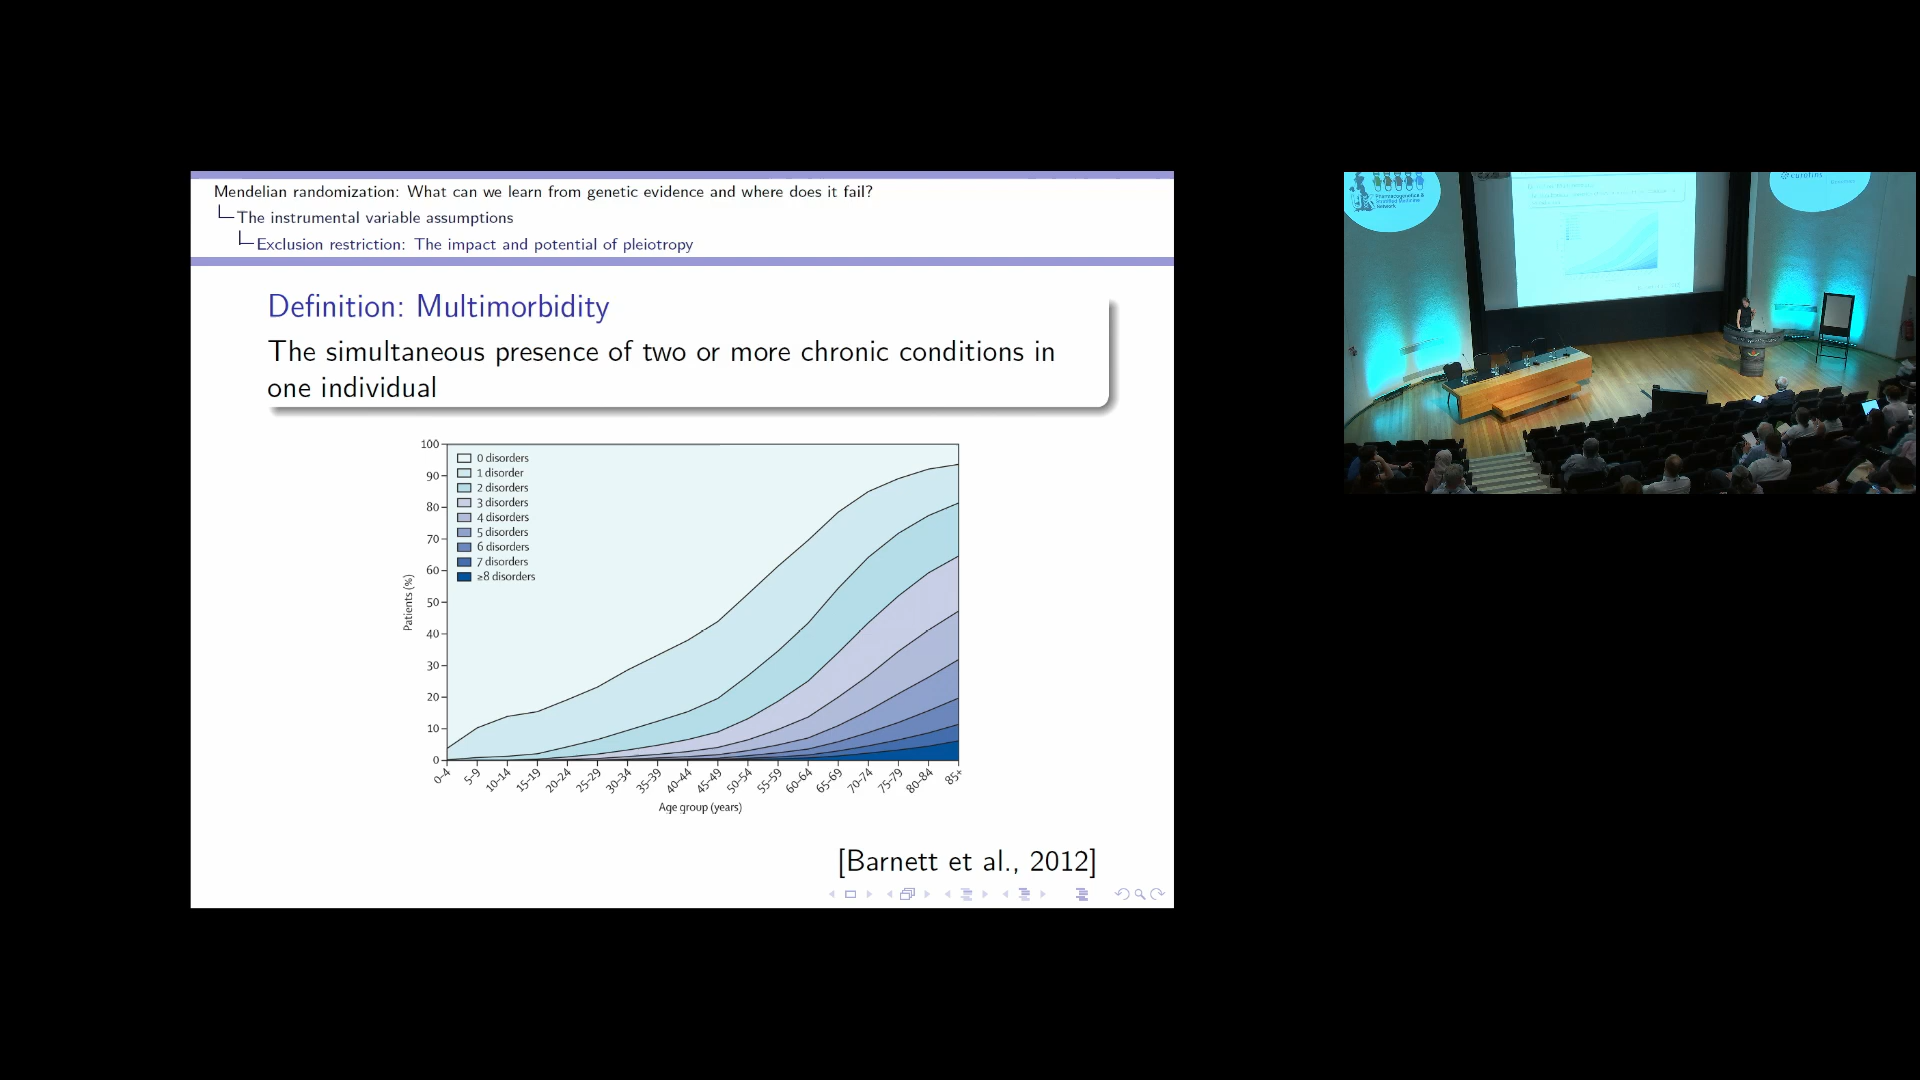 Mendelian randomization: What can we learn from genetic evidence and where does it fail?
The instrumental variable assumptions
Exclusion restriction: The impact and potential of pleiotropy
Definition: Multimorbidity
The simultaneous presence of two or more chronic conditions in
one individual
100
90
80
70
60
50
40
30
20
10
0
Patients (%)
0 disorders
1 disorder
2 disorders
3 disorders
4 disorders
5 disorders
6 disorders
7 disorders
≥8 disorders
0-4
5-9
10-14
15-19
20-24
25-29
30-34
35-39
40-44
45-49
50-54
55-59
60-64
65-69
70-74
75-79
80-84
85+
Age group (years)
[Barnett et al., 2012]
Pharmacogenetics &
Stratified Medicine
Network
eurofins